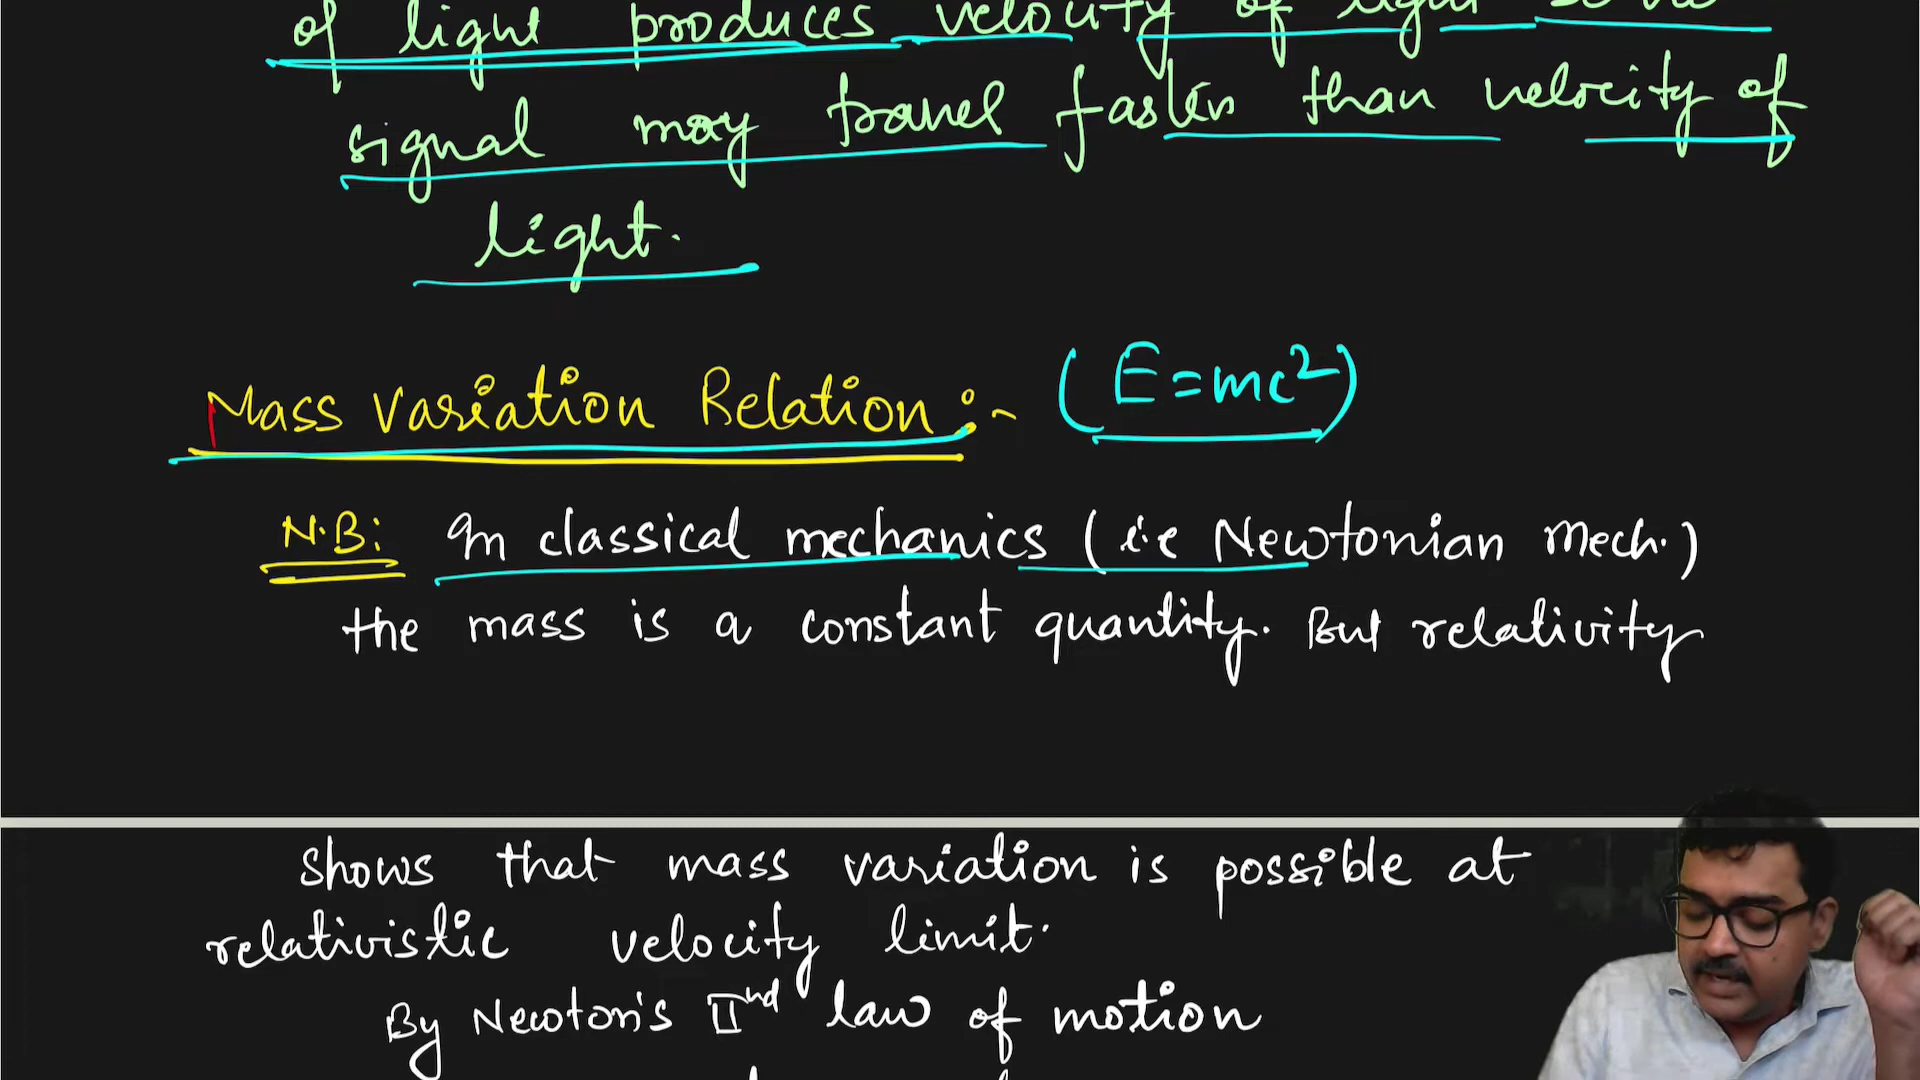 of light produces velocity of light so no
signal may travel faster than velocity of
light.
Mass Variation Relation :- (E=mc²)
N.B: In classical mechanics (i.e Newtonian Mech.)
the mass is a constant quantity. But relativity
shows that mass variation is possible at
relativistic velocity limit.
By Newton's IInd law of motion